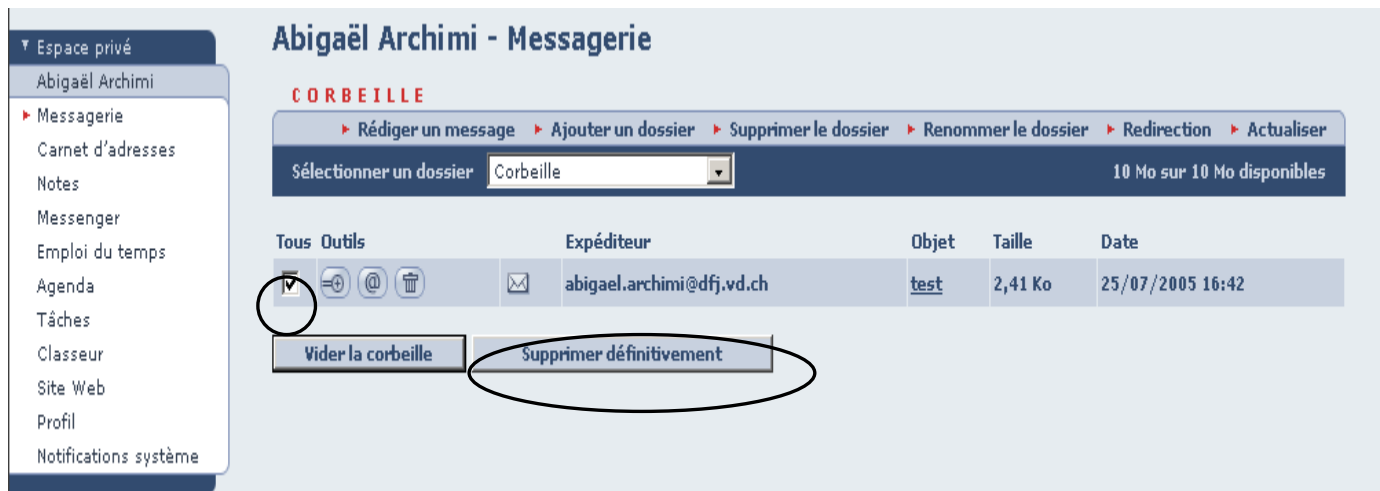 Espace privé
Abigaël Archimi
Messagerie
Carnet d'adresses
Notes
Messenger
Emploi du temps
Agenda
Tâches
Classeur
Site Web
Profil
Notifications système
Abigaël Archimi - Messagerie
CORBEILLE
Rédiger un message Ajouter un dossier Supprimer le dossier Renommer le dossier Redirection Actualiser
Sélectionner un dossier Corbeille 10 Mo sur 10 Mo disponibles
Tous Outils Expéditeur Objet Taille Date
@ abigael.archimi@dfj.vd.ch test 2,41 Ko 25/07/2005 16:42
Vider la corbeille Supprimer définitivement